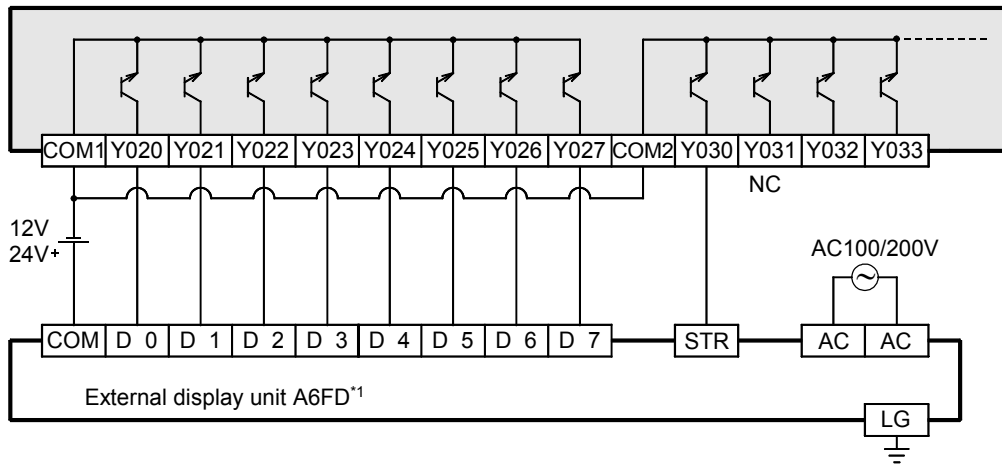 COM1 Y020 Y021 Y022 Y023 Y024 Y025 Y026 Y027 COM2 Y030 Y031 Y032 Y033
NC
12V
24V+
AC100/200V
COM D 0 D 1 D 2 D 3 D 4 D 5 D 6 D 7 STR AC AC
External display unit A6FD*1
LG